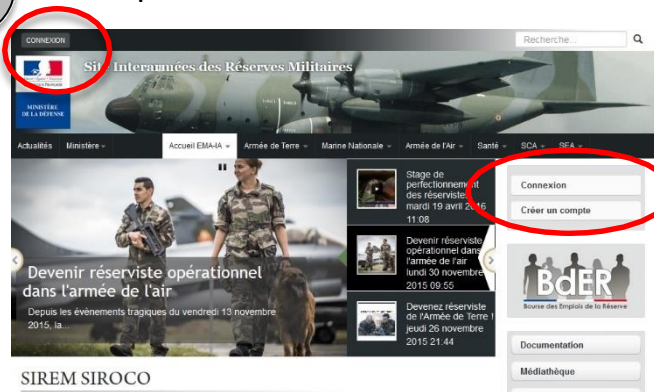 CONNEXION
Recherche...
Site Interarmées des Réserves Militaires
MINISTÈRE
DE LA DÉFENSE
Actualités
Ministère
Accueil EMA-IA
Armée de Terre
Marine Nationale
Armée de l'Air
Santé
SCA
SEA
Stage de
perfectionnement
des réservistes
mardi 19 avril 2016
11:08
Devenir réserviste
opérationnel dans
l'armée de l'air
lundi 30 novembre
2015 09:55
Devenez réserviste
de l'Armée de Terre !
jeudi 26 novembre
2015 21:44
Devenir réserviste opérationnel
dans l'armée de l'air
Depuis les évènements tragiques du vendredi 13 novembre
2015, la...
Connexion
Créer un compte
BdER
Bourse des Emplois de la Réserve
Documentation
Médiathèque
SIREM SIROCO